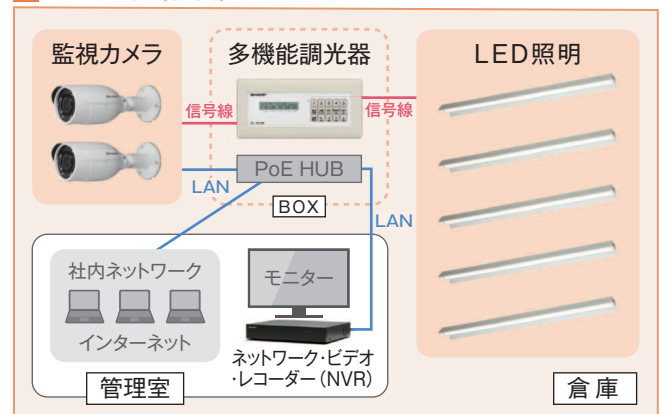 監視カメラ
多機能調光器
LED照明
信号線
信号線
PoE HUB
LAN
BOX
LAN
社内ネットワーク
インターネット
モニター
ネットワーク・ビデオ
・レコーダー(NVR)
管理室
倉庫